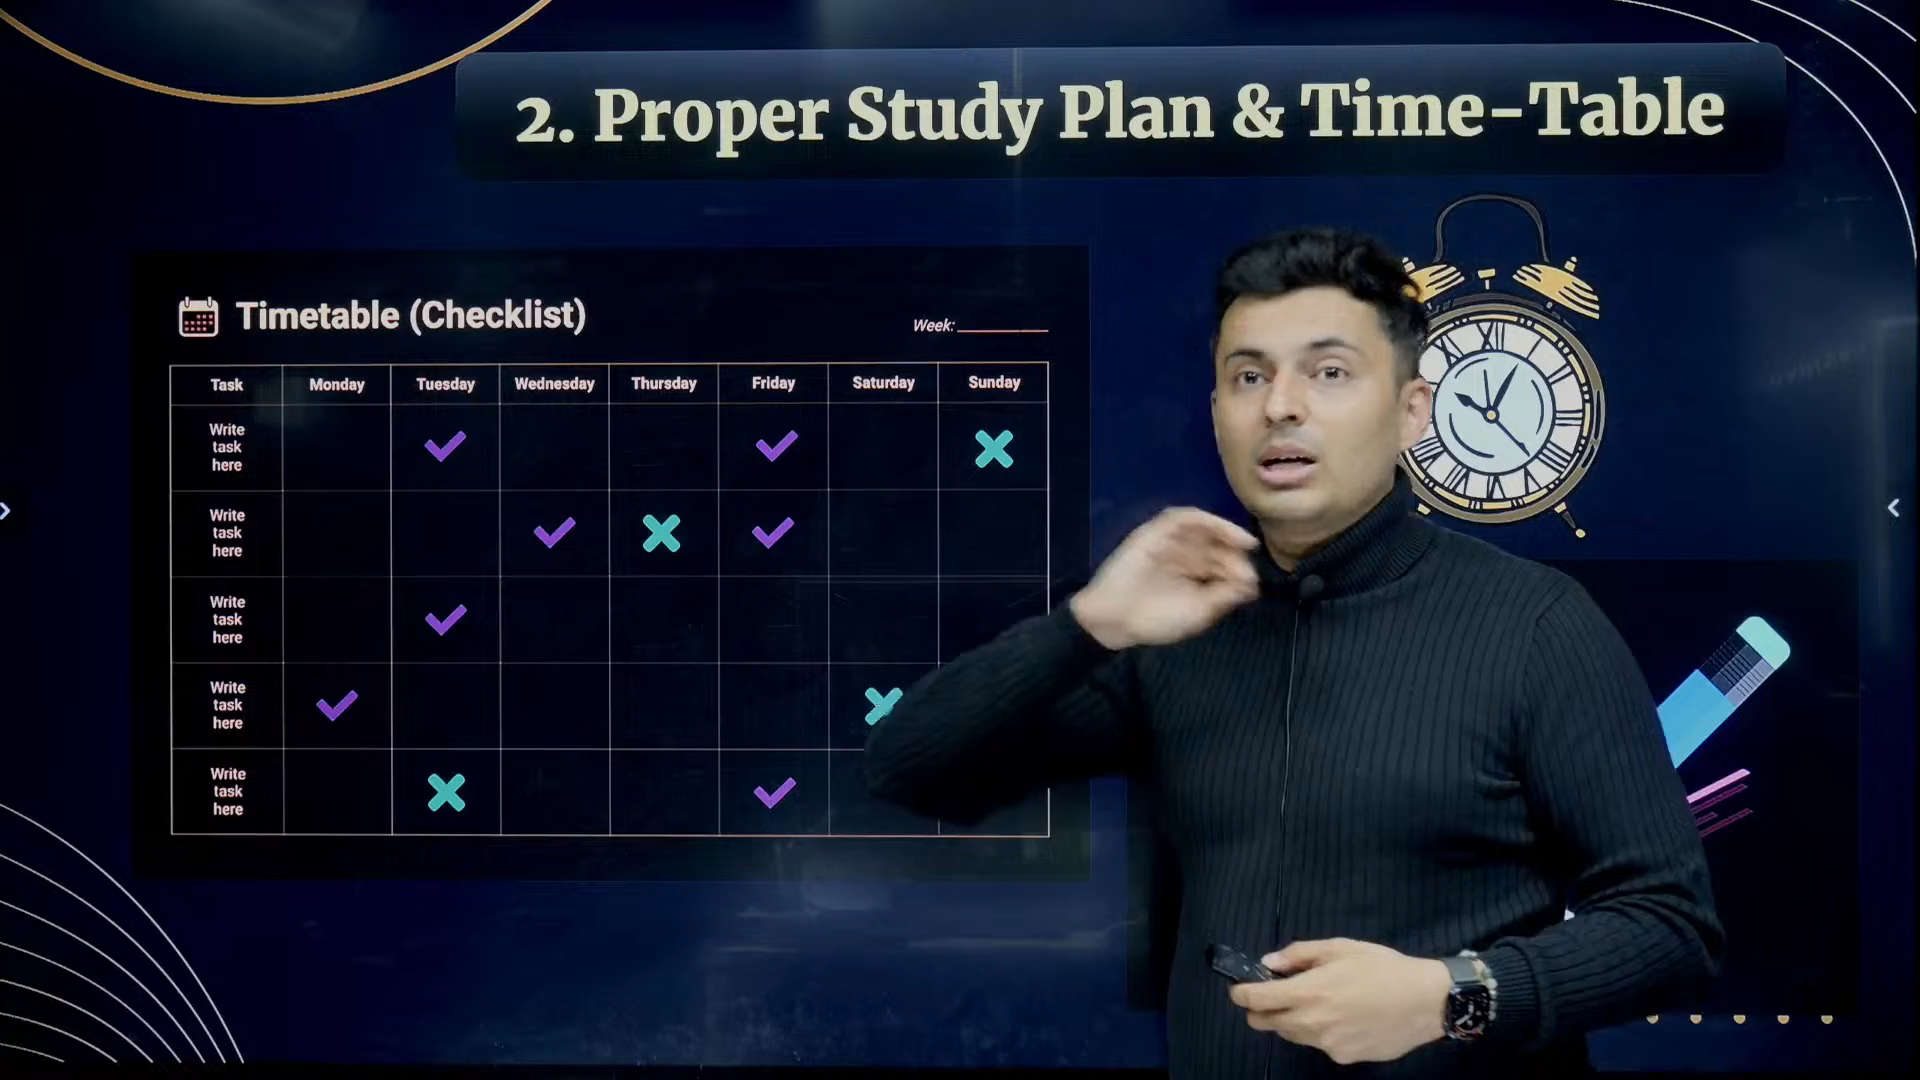 2. Proper Study Plan & Time-Table
Timetable (Checklist)
Week:
Task Monday Tuesday Wednesday Thursday Friday Saturday Sunday
Write
task
here
Write
task
here
Write
task
here
Write
task
here
Write
task
here